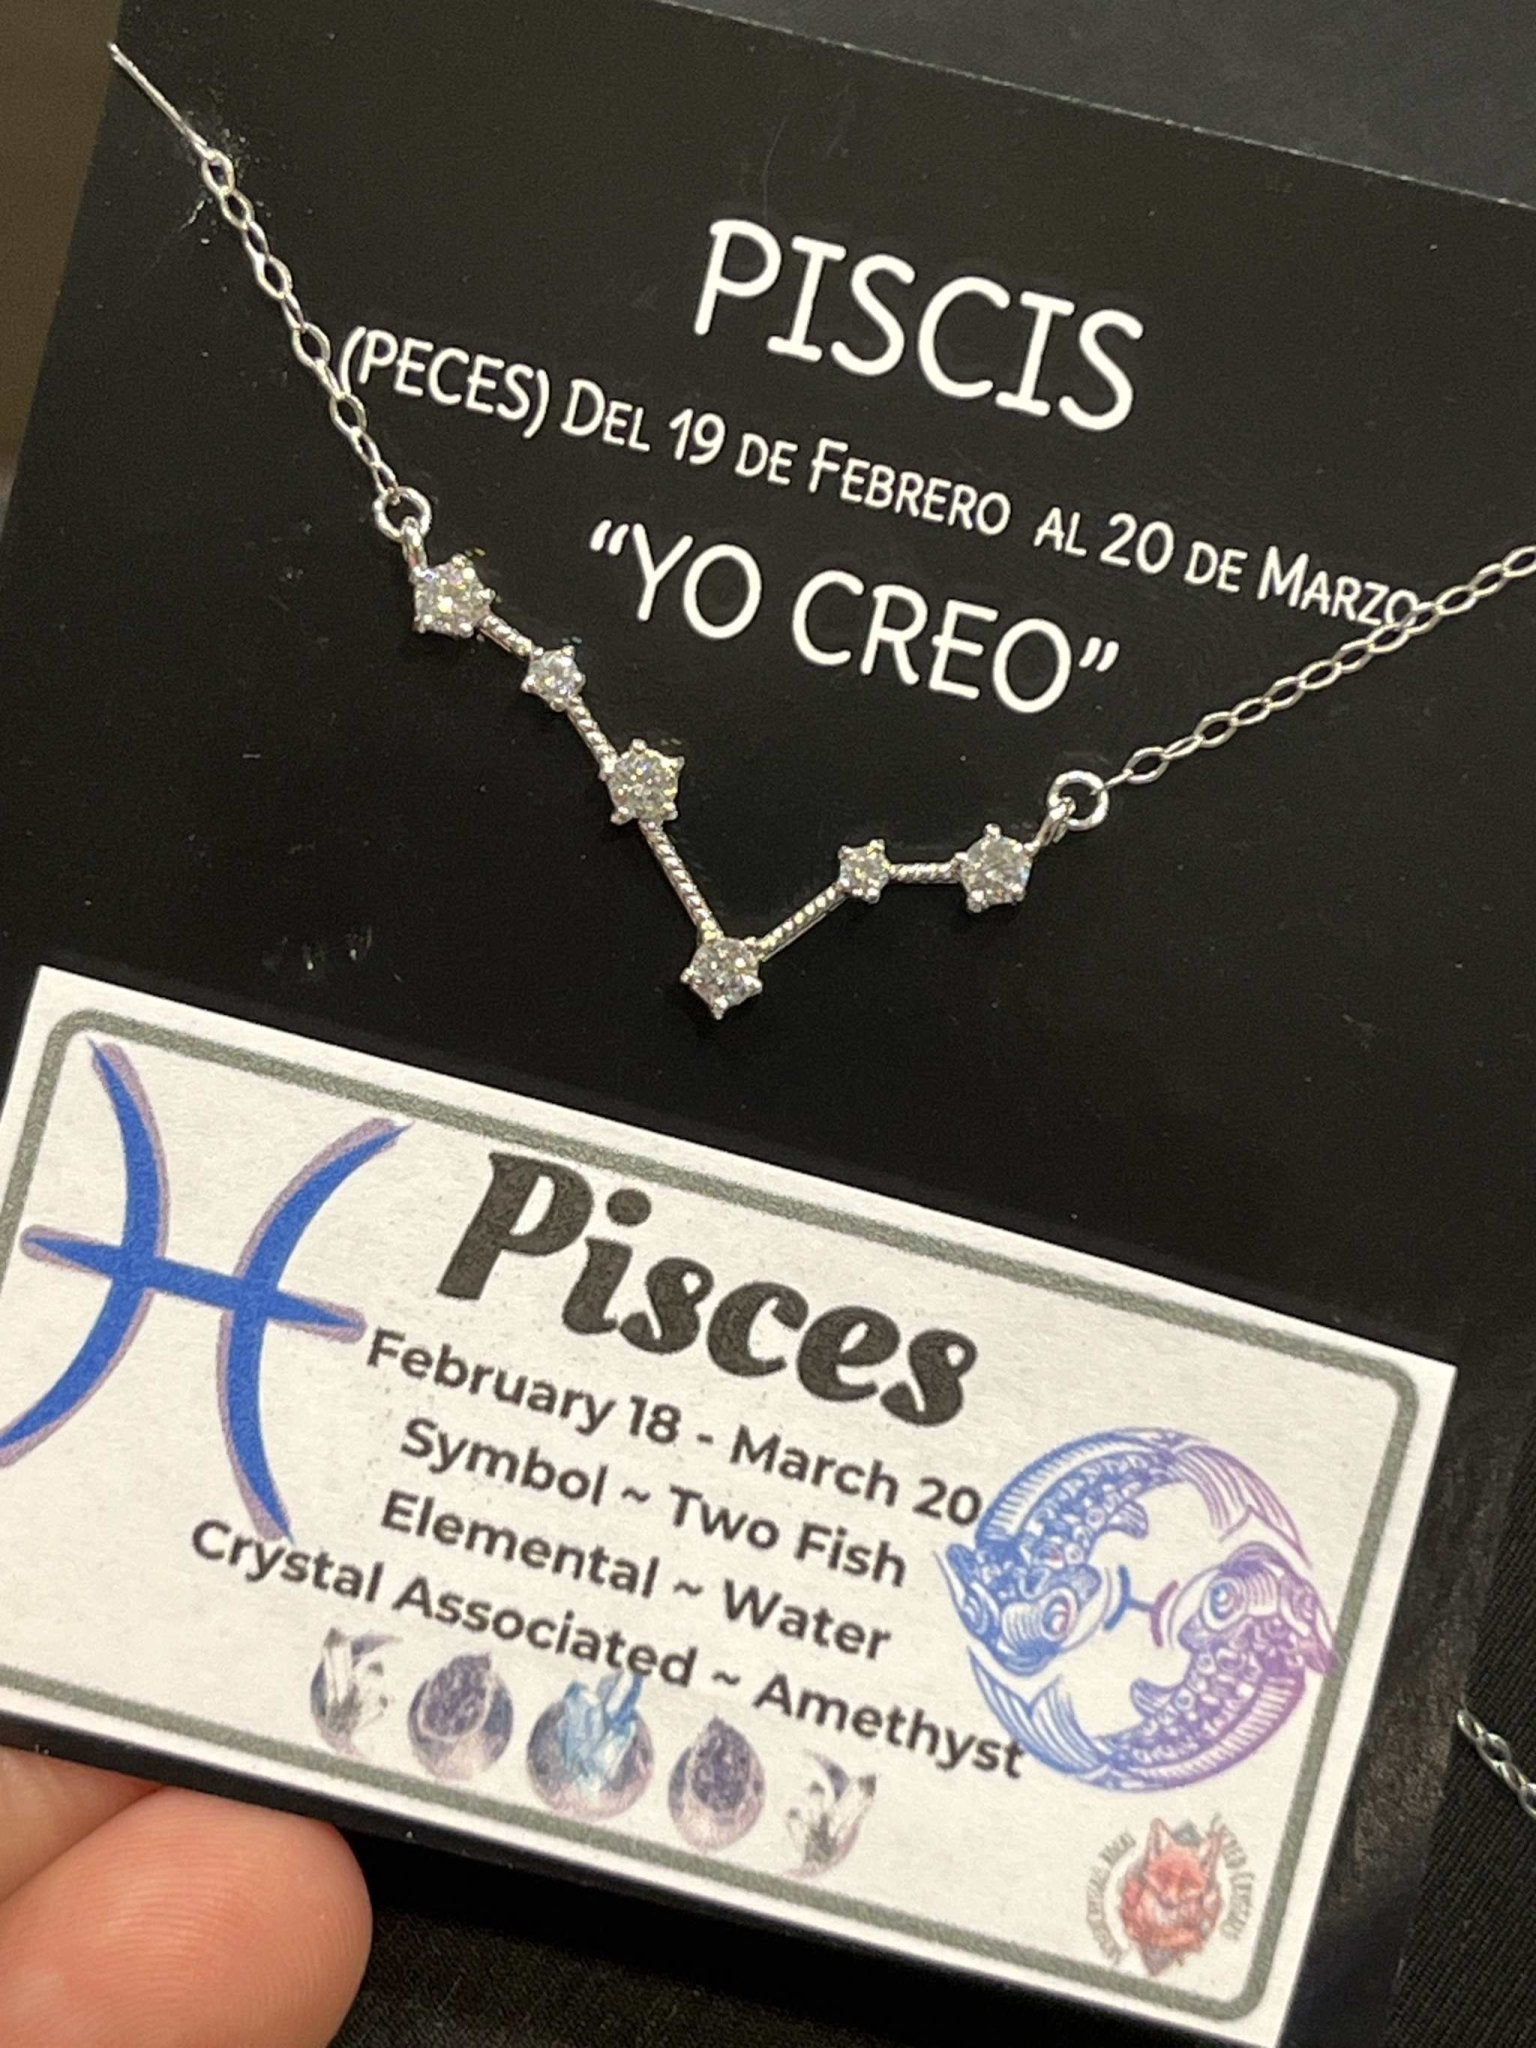 PISCIS
(PECES) DEL 19 DE FEBRERO AL 20 DE MARZO
“YO CREO”
Pisces
February 18 - March 20
Symbol ~ Two Fish
Elemental ~ Water
Crystal Associated ~ Amethyst